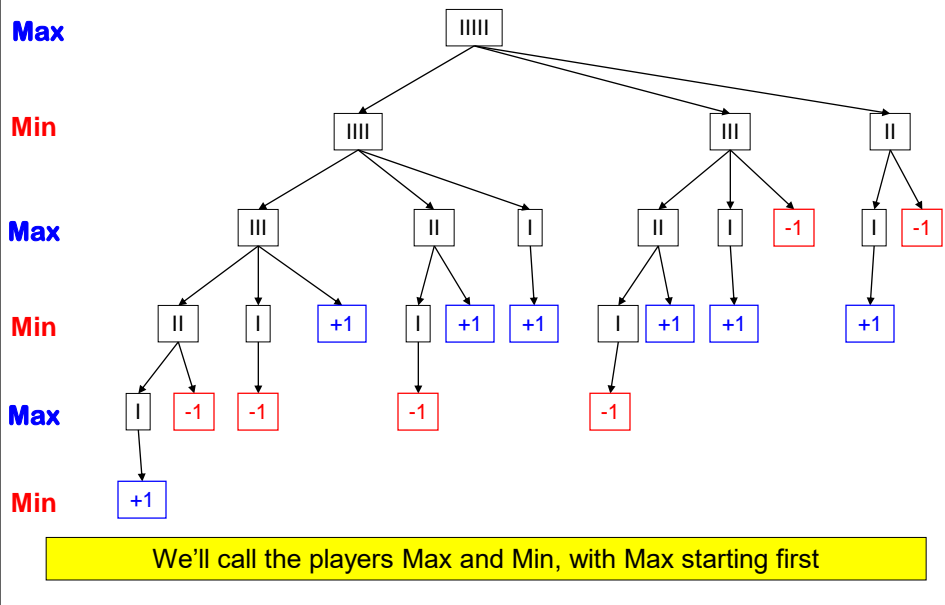 Max
IIIII
Min
IIII
III
II
Max
III
II
I
II
I
-1
I
-1
Min
II
I
+1
I
+1
+1
I
+1
+1
+1
Max
I
-1
-1
-1
-1
Min
+1
We'll call the players Max and Min, with Max starting first